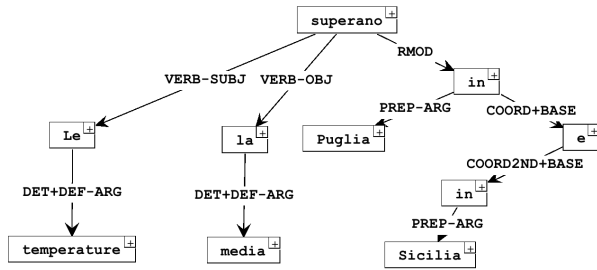 superano
RMOD
VERB-SUBJ VERB-OBJ
in
PREP-ARG COORD+BASE
Le la Puglia e
COORD2ND+BASE
DET+DEF-ARG DET+DEF-ARG in
PREP-ARG
temperature media Sicilia